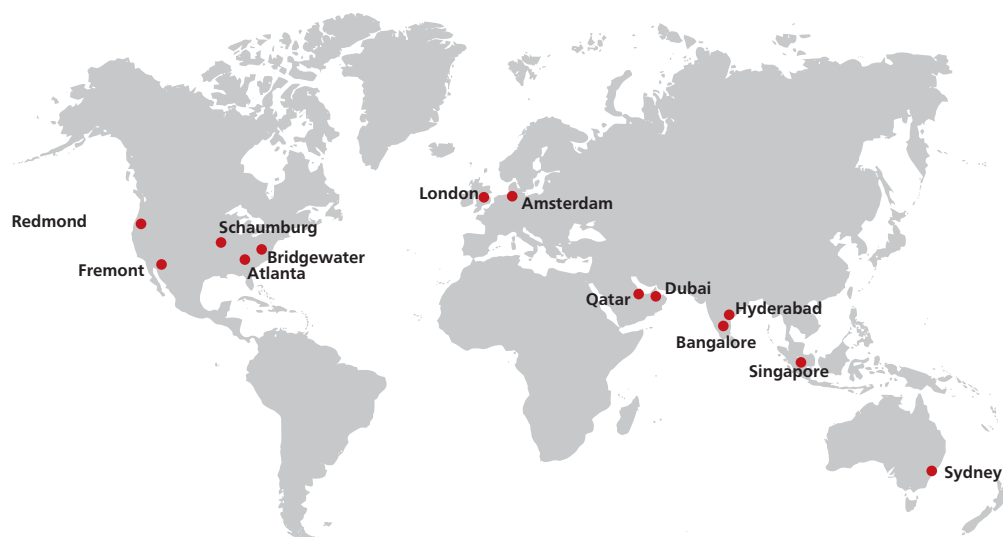 London
Amsterdam
Redmond
Schaumburg
Bridgewater
Fremont
Atlanta
Qatar
Dubai
Hyderabad
Bangalore
Singapore
Sydney